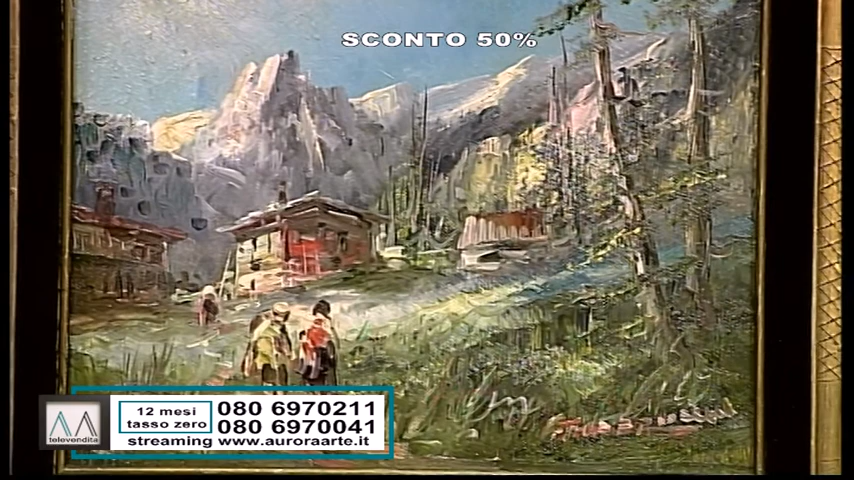 SCONTO 50%
12 mesi
tasso zero
080 6970211
080 6970041
streaming www.auroraarte.it
televendita